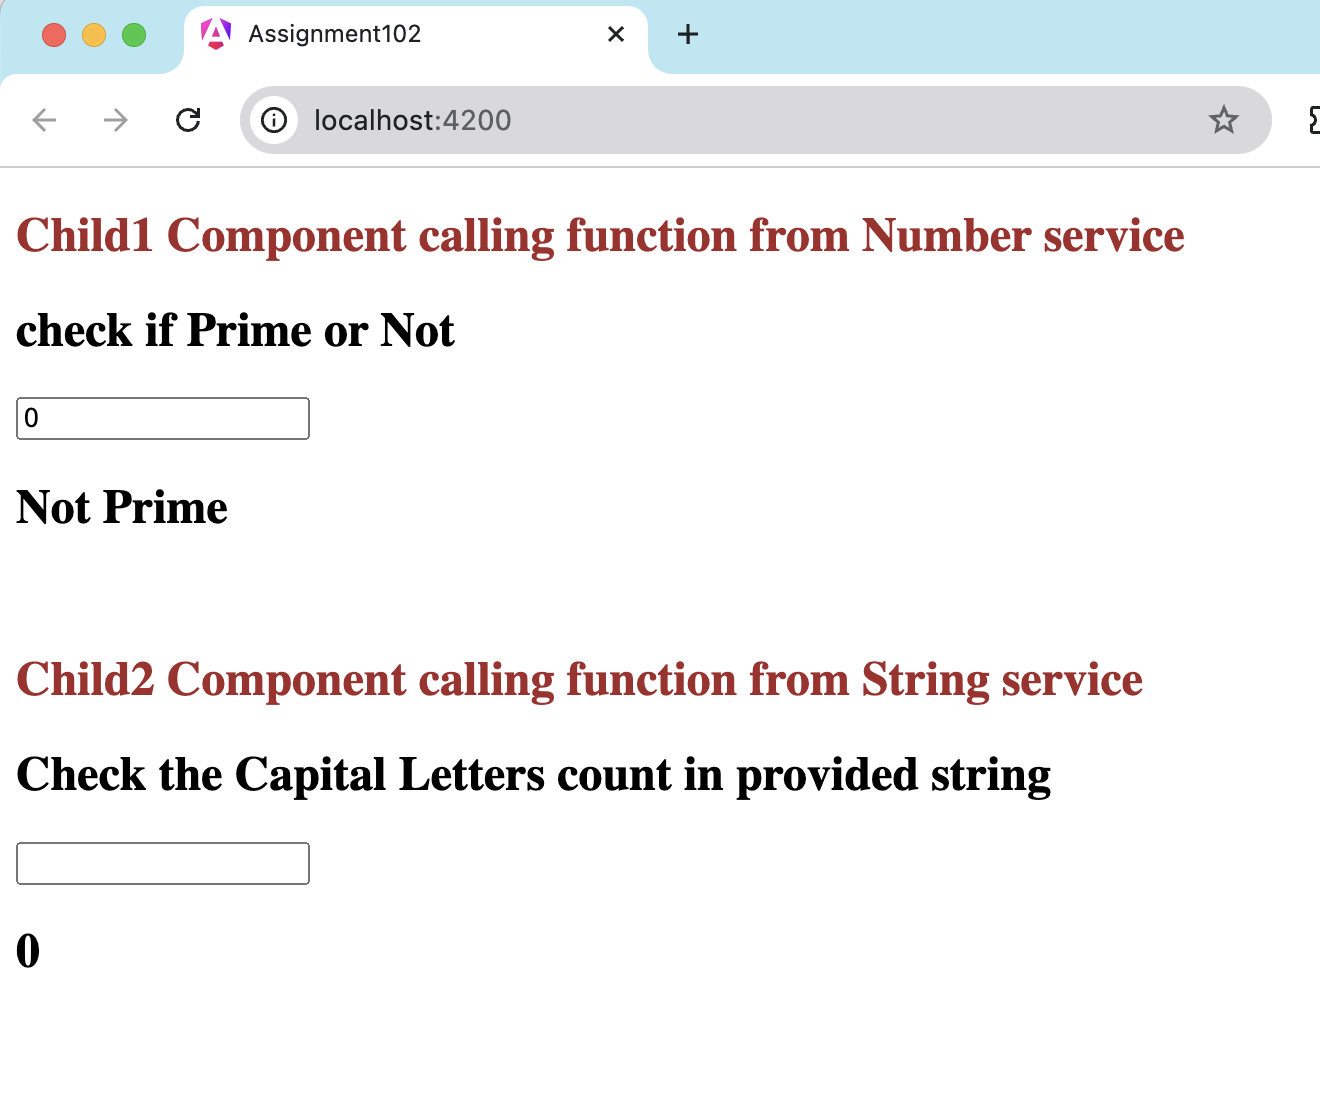 Assignment102
localhost:4200
Child1 Component calling function from Number service
check if Prime or Not
0
Not Prime
Child2 Component calling function from String service
Check the Capital Letters count in provided string
0